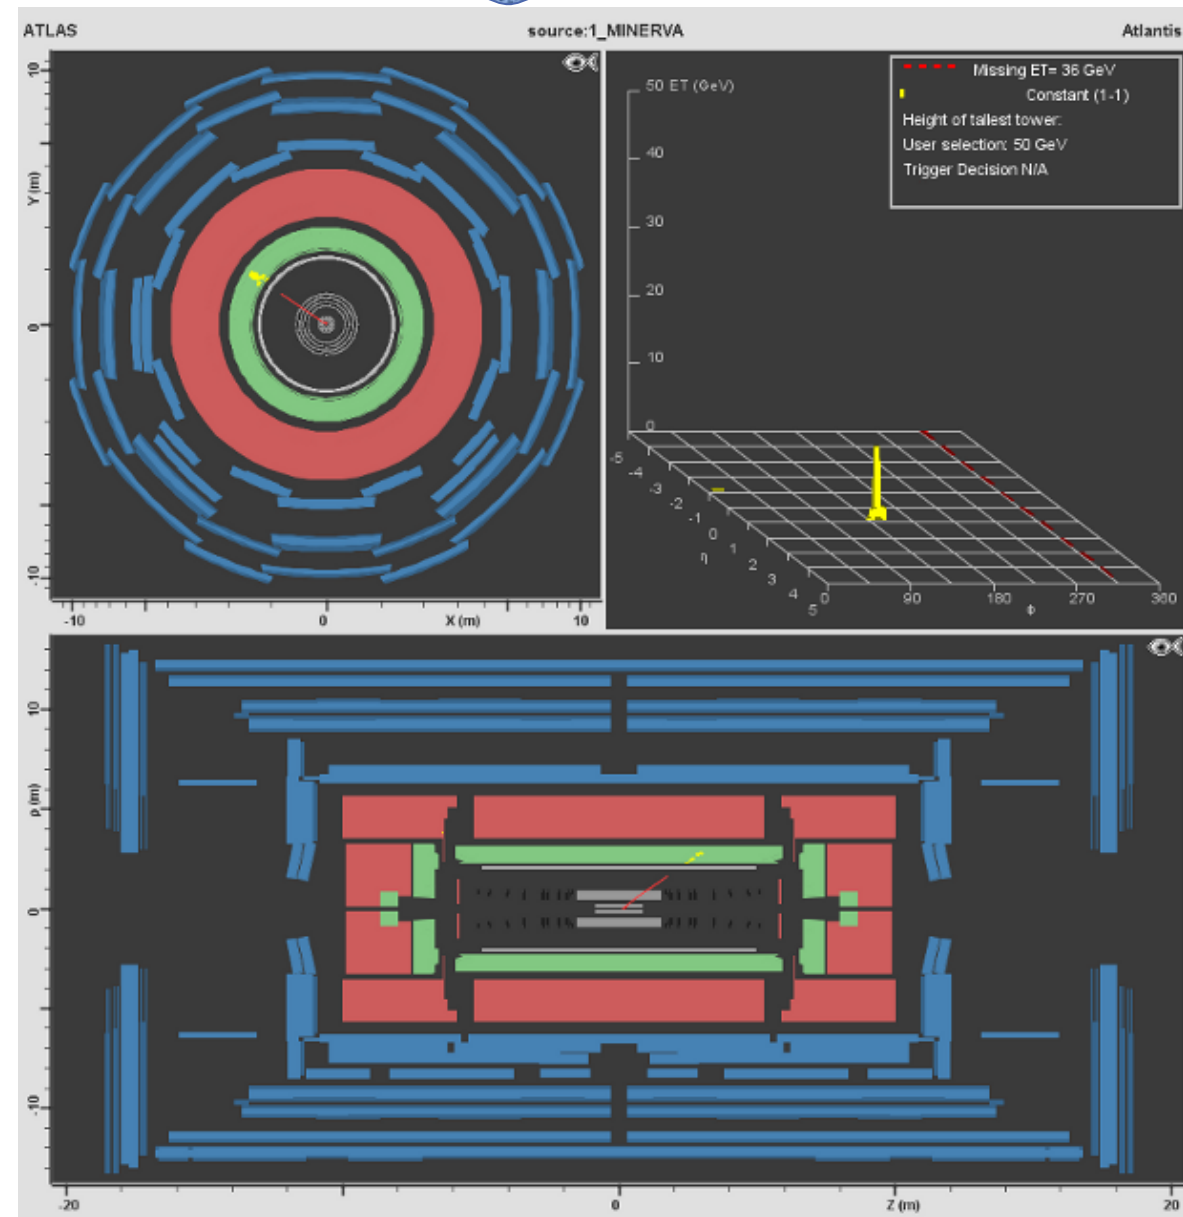 ATLAS source:1_MINERVA Atlantis
10
Y (m)
0
-10
-10 0 X (m) 10
50 ET (GeV)
40
30
20
10
0
Missing ET= 36 GeV
Constant (1-1)
Height of tallest tower:
User selection: 50 GeV
Trigger Decision N/A
-5
-4
-3
-2
-1
0
η
1
2
3
4
5
0 90 180 270 360
Φ
10
ρ (m)
0
-10
-20 0 Z (m) 20